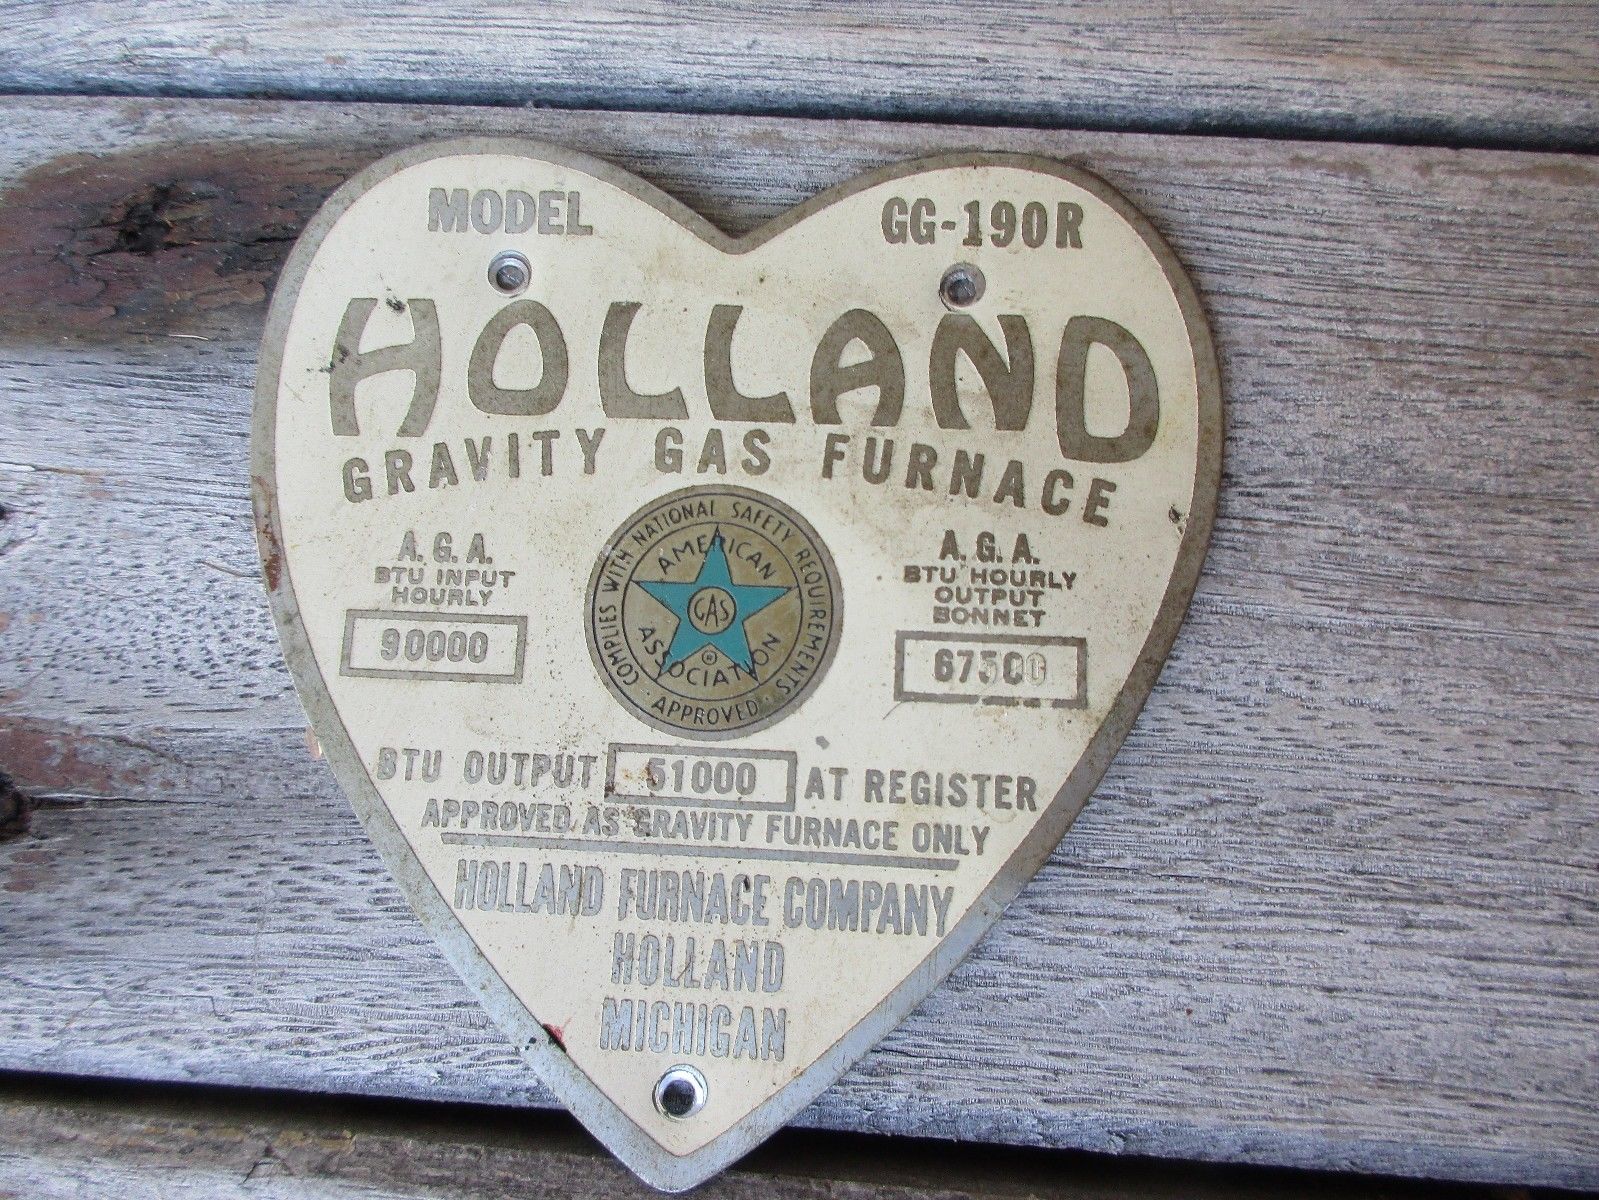 MODEL GG-190R
HOLLAND
GRAVITY GAS FURNACE
A. G. A.
BTU INPUT
HOURLY
90000
COMPLIES WITH NATIONAL SAFETY REQUIREMENTS
· APPROVED ·
AMERICAN
GAS
ASSOCIATION
®
A. G. A.
BTU HOURLY
OUTPUT
BONNET
67500
BTU OUTPUT 51000 AT REGISTER
APPROVED AS GRAVITY FURNACE ONLY
HOLLAND FURNACE COMPANY
HOLLAND
MICHIGAN